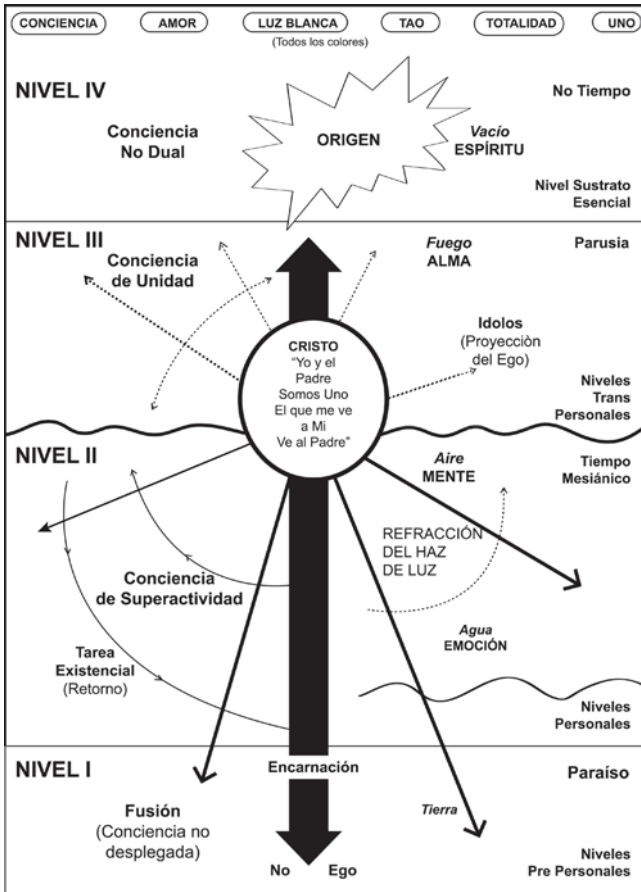 CONCIENCIA AMOR LUZ BLANCA TAO TOTALIDAD UNO
(Todos los colores)
NIVEL IV
No Tiempo
Conciencia
No Dual
ORIGEN
Vacío
ESPÍRITU
Nivel Sustrato
Esencial
NIVEL III
Conciencia
de Unidad
Fuego
ALMA
Parusia
CRISTO
“Yo y el
Padre
Somos Uno
El que me ve
a Mi
Ve al Padre”
Idolos
(Proyecciòn
del Ego)
Niveles
Trans
Personales
NIVEL II
Aire
MENTE
Tiempo
Mesiánico
REFRACCIÓN
DEL HAZ
DE LUZ
Conciencia
de Superactividad
Tarea
Existencial
(Retorno)
Agua
EMOCIÓN
Niveles
Personales
NIVEL I
Encarnación
Paraíso
Fusión
(Conciencia no
desplegada)
Tierra
No Ego
Niveles
Pre Personales